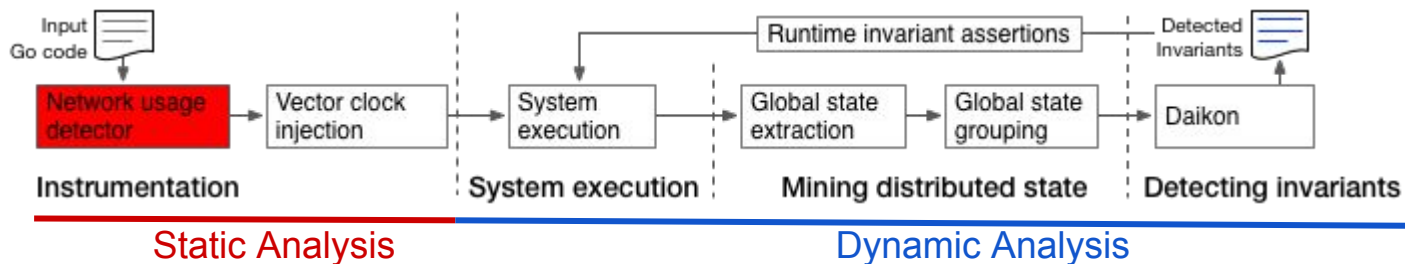 Input
Go code
Runtime invariant assertions
Detected
Invariants
Network usage
detector
Vector clock
injection
System
execution
Global state
extraction
Global state
grouping
Daikon
Instrumentation
System execution
Mining distributed state
Detecting invariants
Static Analysis
Dynamic Analysis